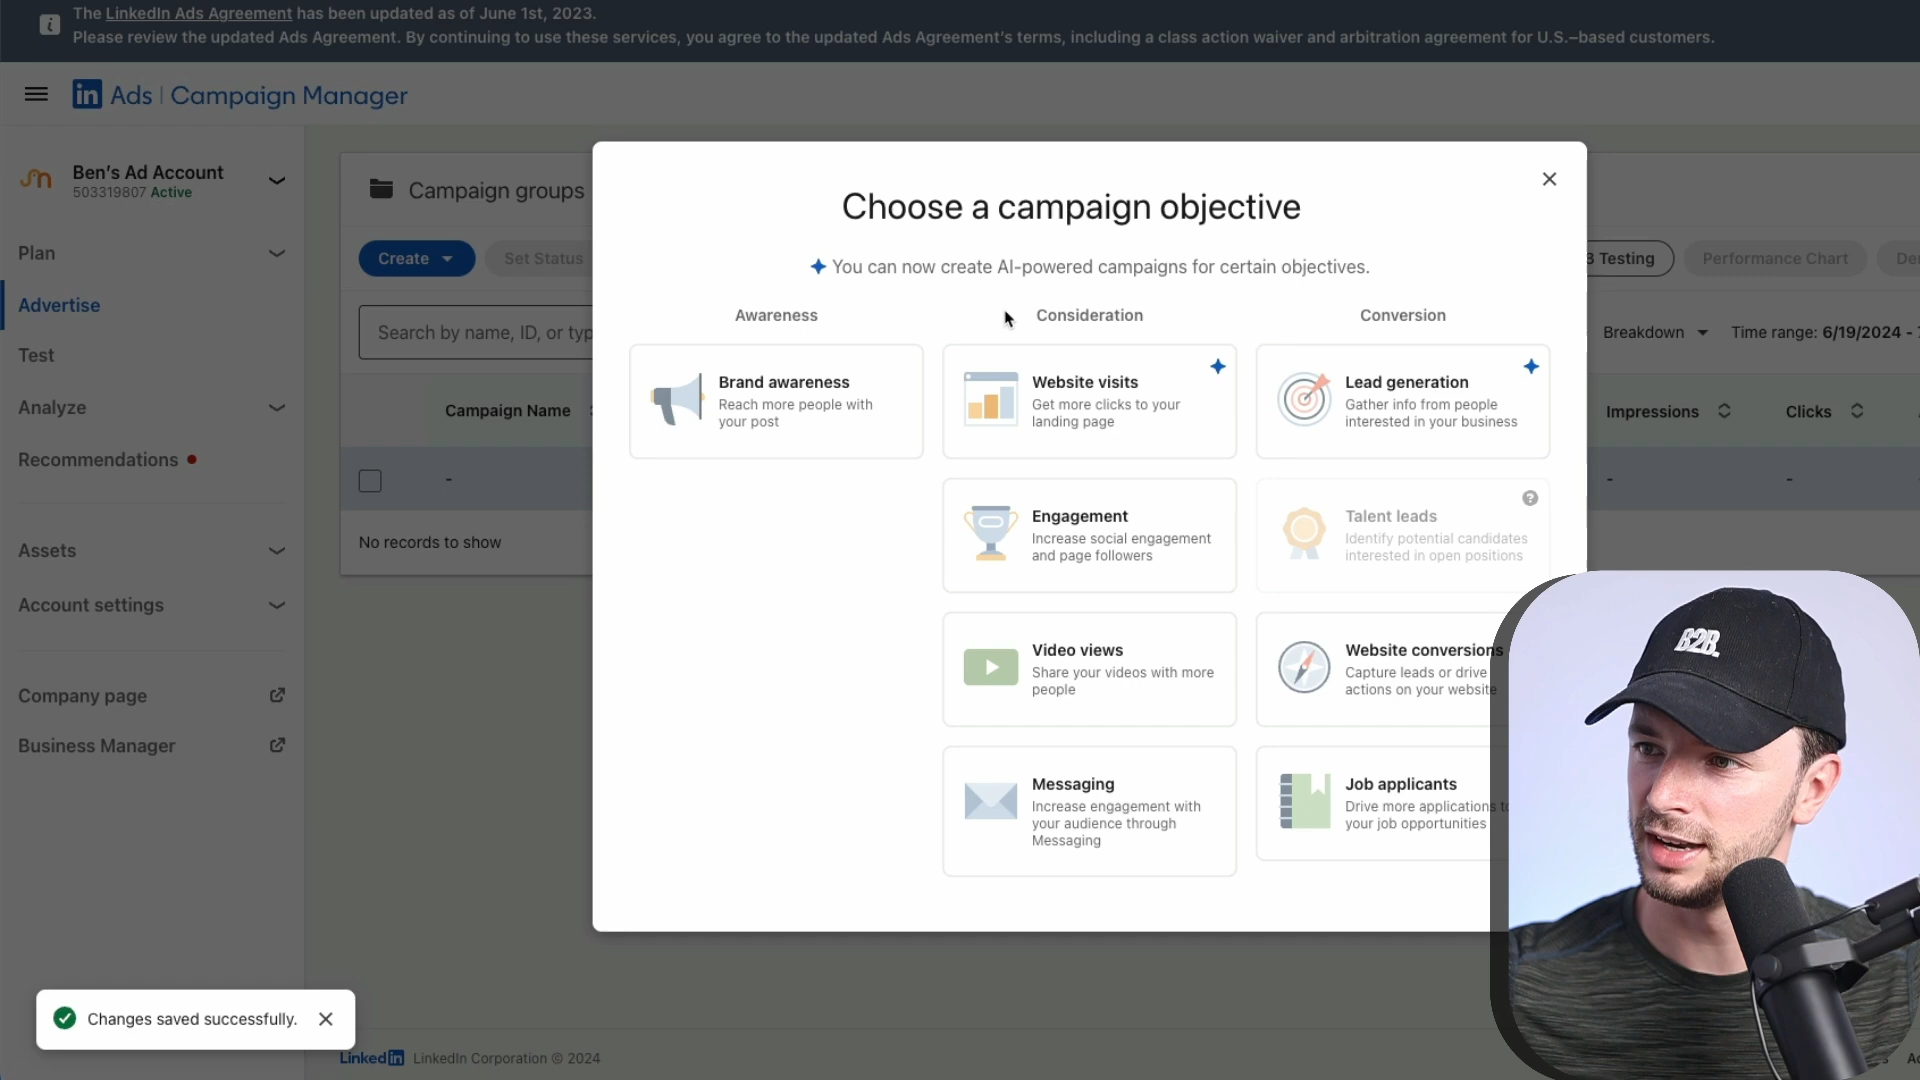 The LinkedIn Ads Agreement has been updated as of June 1st, 2023.
Please review the updated Ads Agreement. By continuing to use these services, you agree to the updated Ads Agreement's terms, including a class action waiver and arbitration agreement for U.S.–based customers.
in Ads | Campaign Manager
Ben's Ad Account
503319807 Active
Plan
Advertise
Test
Analyze
Recommendations
Assets
Account settings
Company page
Business Manager
Campaign groups
Create
Set Status
Testing
Performance Chart
Search by name, ID, or
Breakdown
Time range: 6/19/2024 -
Campaign Name
Impressions
Clicks
-
-
-
No records to show
Choose a campaign objective
You can now create AI-powered campaigns for certain objectives.
Awareness
Brand awareness
Reach more people with
your post
Consideration
Website visits
Get more clicks to your
landing page
Engagement
Increase social engagement
and page followers
Video views
Share your videos with more
people
Messaging
Increase engagement with
your audience through
Messaging
Conversion
Lead generation
Gather info from people
interested in your business
Talent leads
Identify potential candidates
interested in open positions
Website conversions
Capture leads or drive
actions on your website
Job applicants
Drive more applications
your job opportunities
B2B.
Changes saved successfully.
Linkedin LinkedIn Corporation © 2024